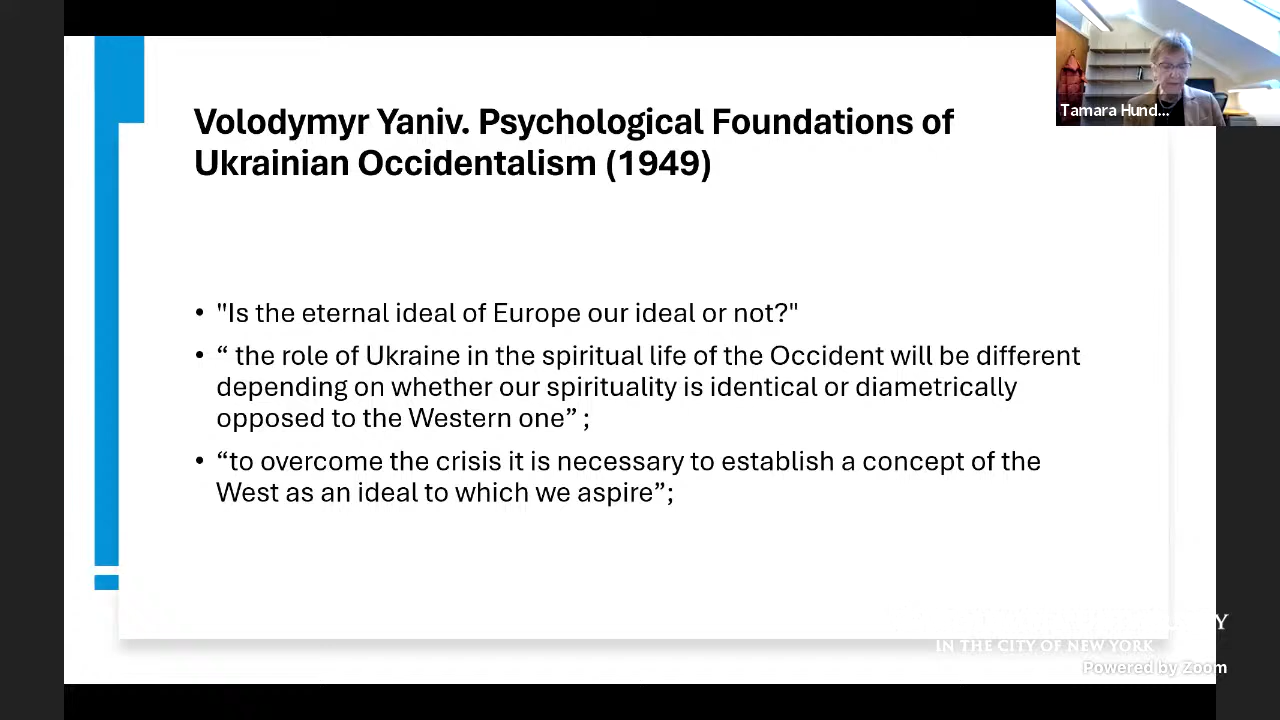 Tamara Hund...
Volodymyr Yaniv. Psychological Foundations of
Ukrainian Occidentalism (1949)
• "Is the eternal ideal of Europe our ideal or not?"
• “ the role of Ukraine in the spiritual life of the Occident will be different
depending on whether our spirituality is identical or diametrically
opposed to the Western one” ;
• “to overcome the crisis it is necessary to establish a concept of the
West as an ideal to which we aspire”;
IN THE CITY OF NEW YORK
Powered by Zoom